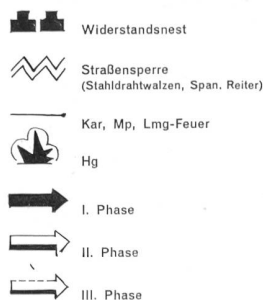 Widerstandsnest
Straßensperre
(Stahldrahtwalzen, Span. Reiter)
Kar, Mp, Lmg-Feuer
Hg
I. Phase
II. Phase
III. Phase